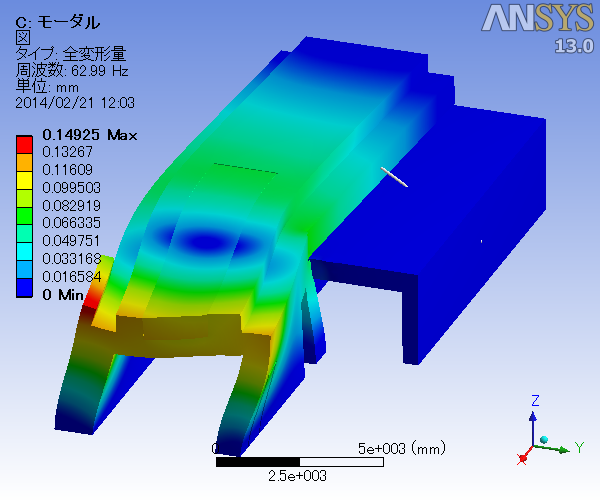 C: モーダル
ANSYS
13.0
図
タイプ: 全変形量
周波数: 62.99 Hz
単位: mm
2014/02/21 12:03
0.14925 Max
0.13267
0.11609
0.099503
0.082919
0.066335
0.049751
0.033168
0.016584
0 Min
Z
Y
X
0
5e+003 (mm)
2.5e+003